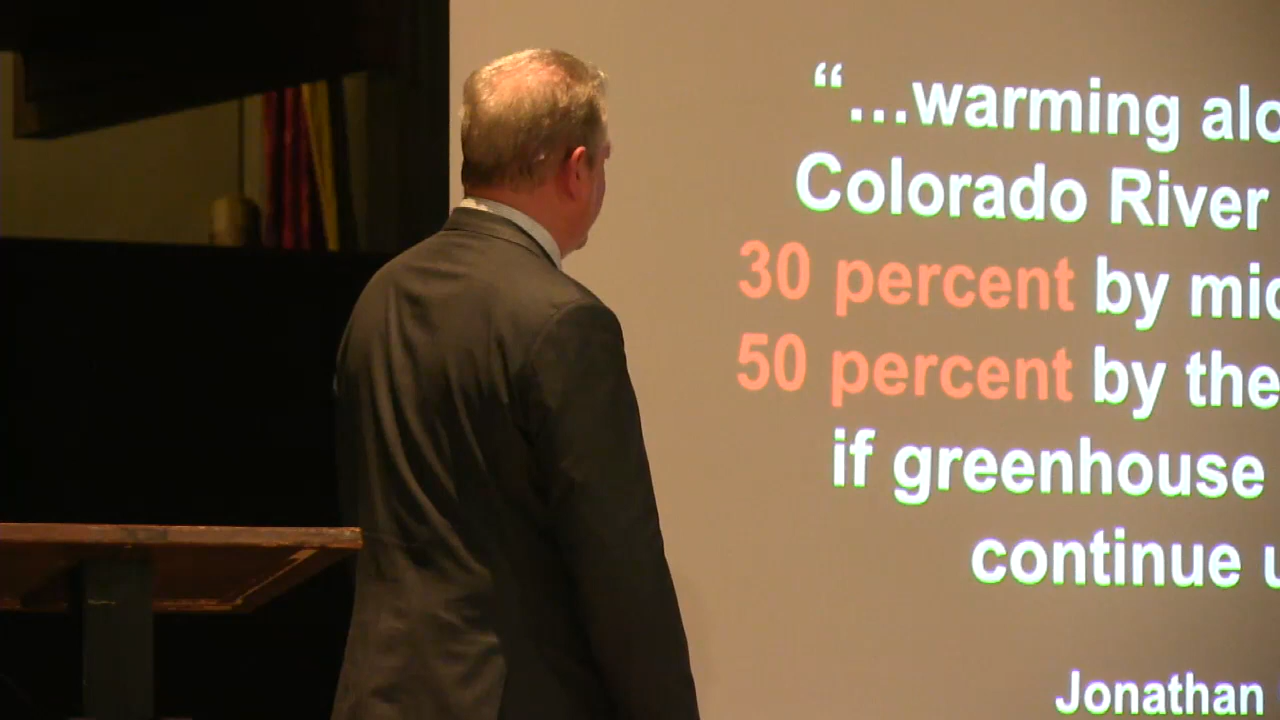 “...warming alo
Colorado River
30 percent by mid
50 percent by the
if greenhouse
continue u
Jonathan